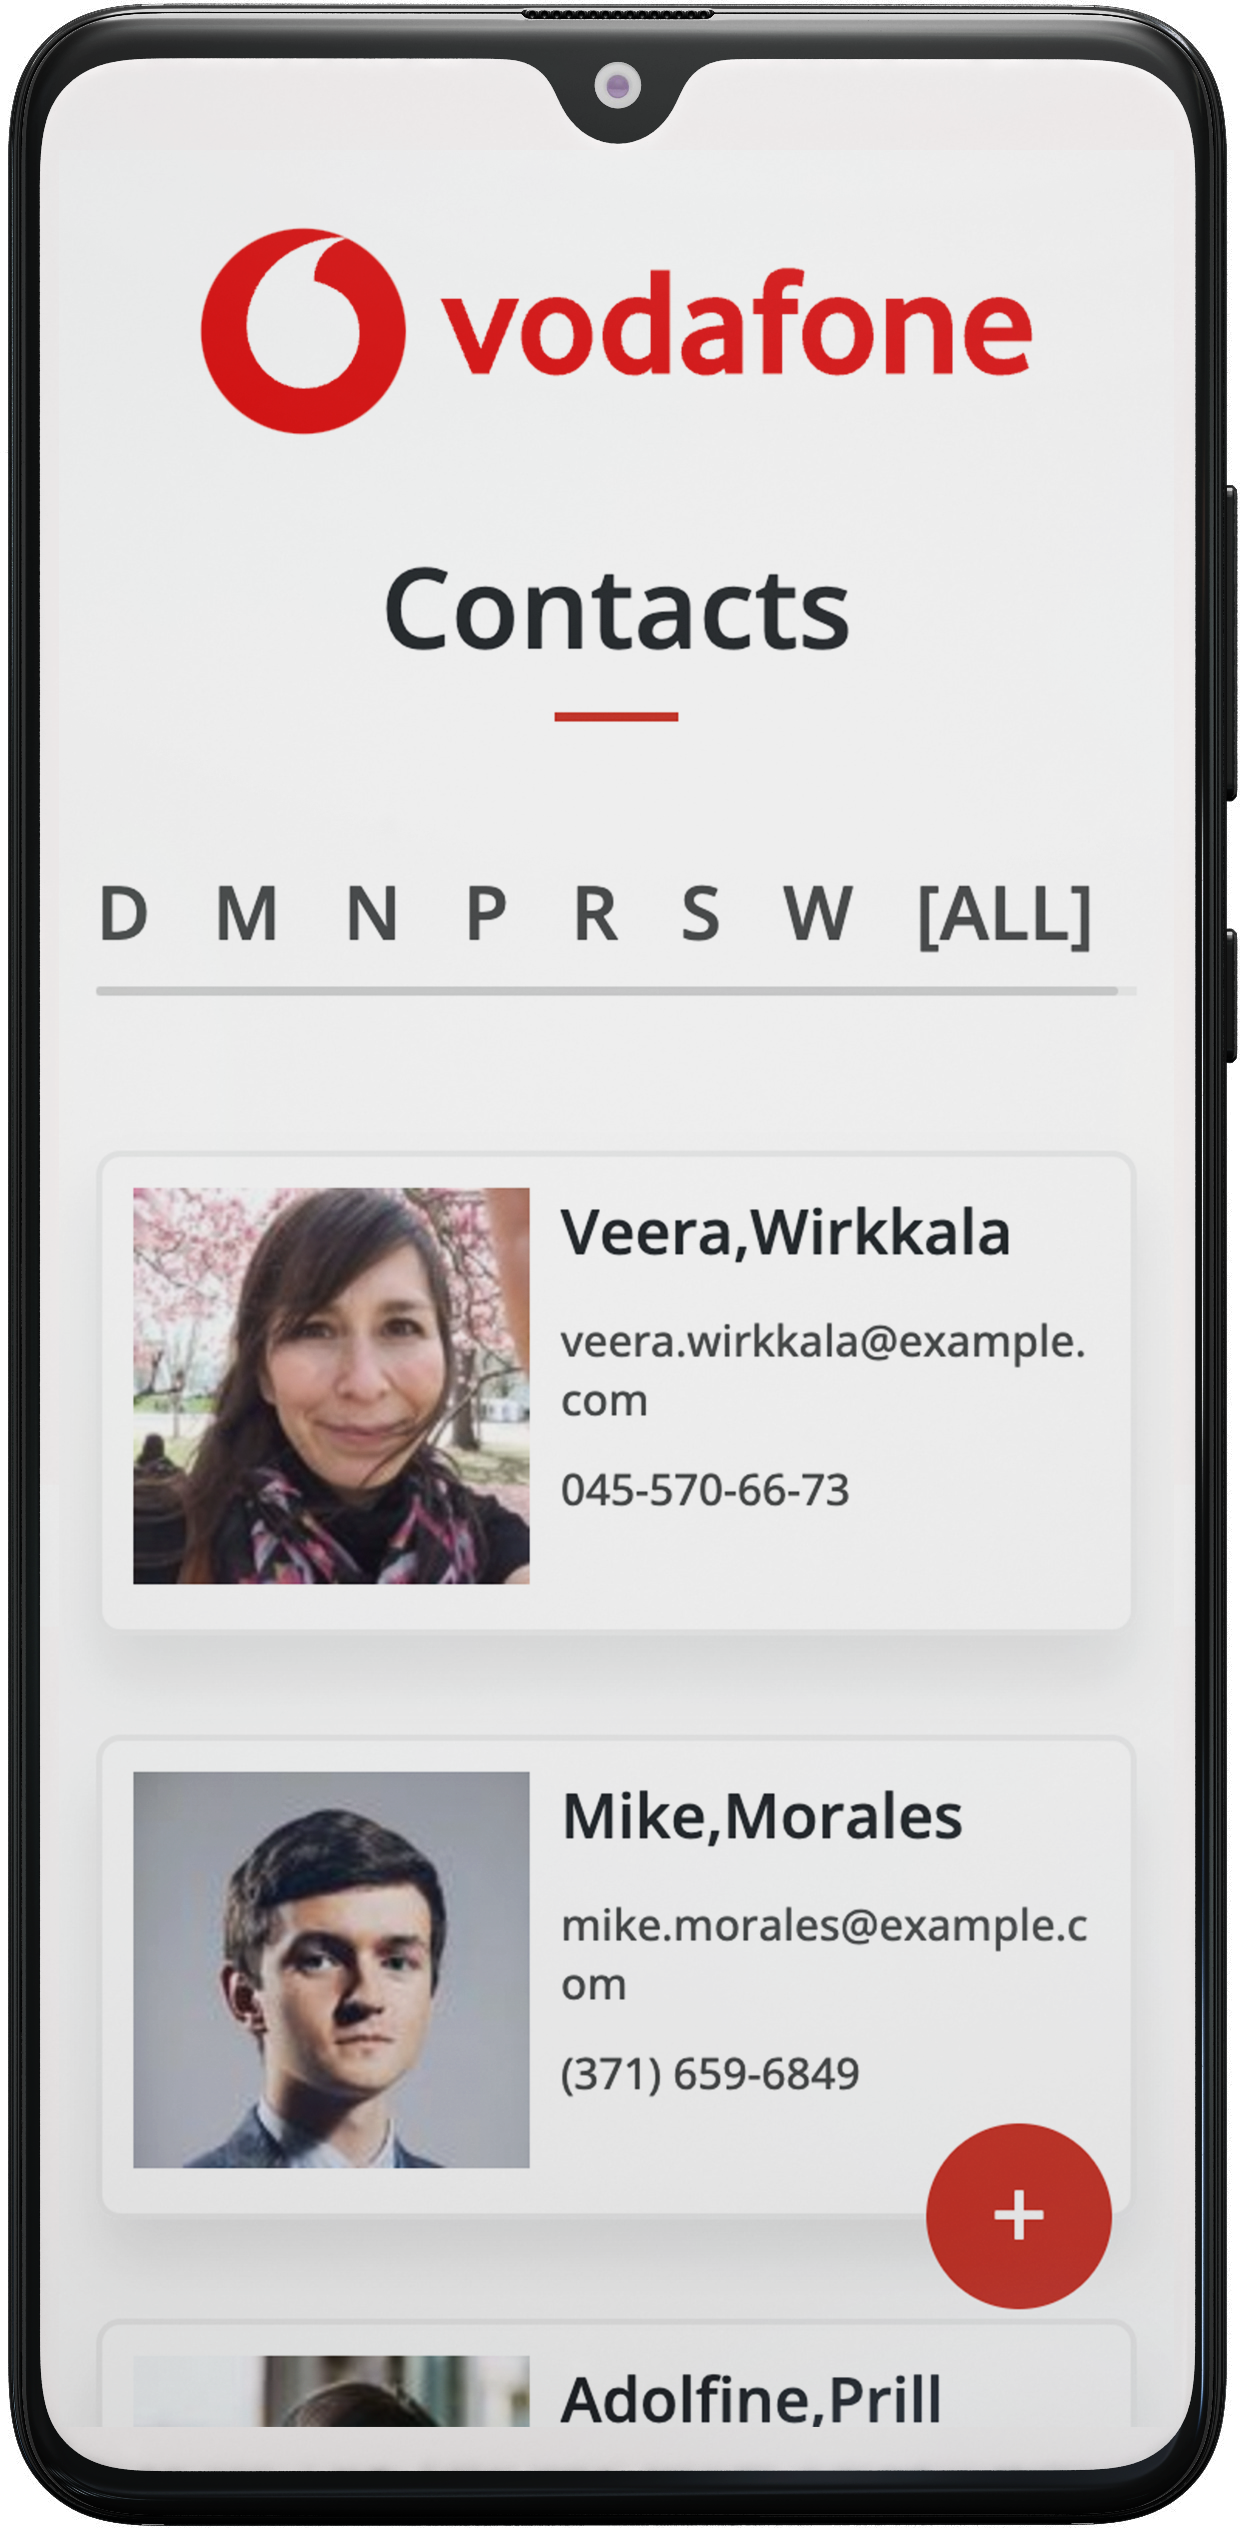 vodafone
Contacts
D M N P R S W [ALL]
Veera,Wirkkala
veera.wirkkala@example.
com
045-570-66-73
Mike,Morales
mike.morales@example.c
om
(371) 659-6849
+
Adolfine,Prill